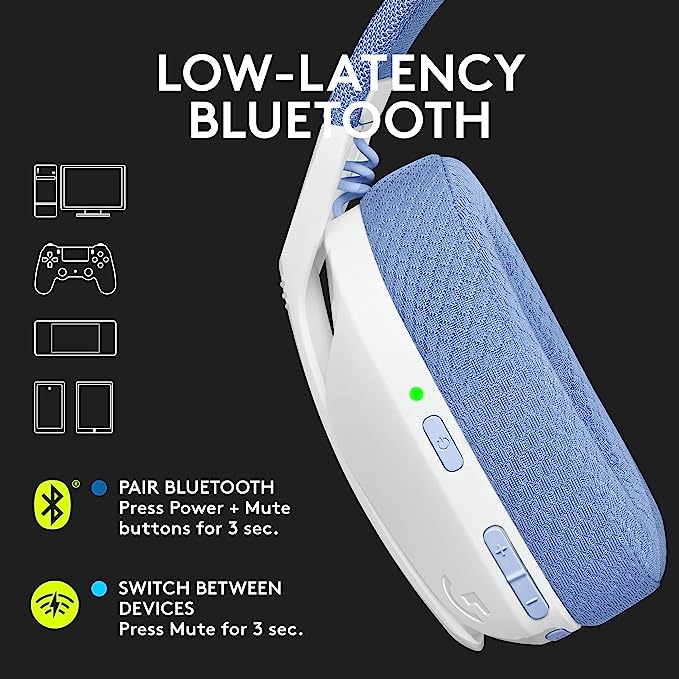 LOW-LATENCY
BLUETOOTH
PAIR BLUETOOTH
Press Power + Mute
buttons for 3 sec.
SWITCH BETWEEN
DEVICES
Press Mute for 3 sec.